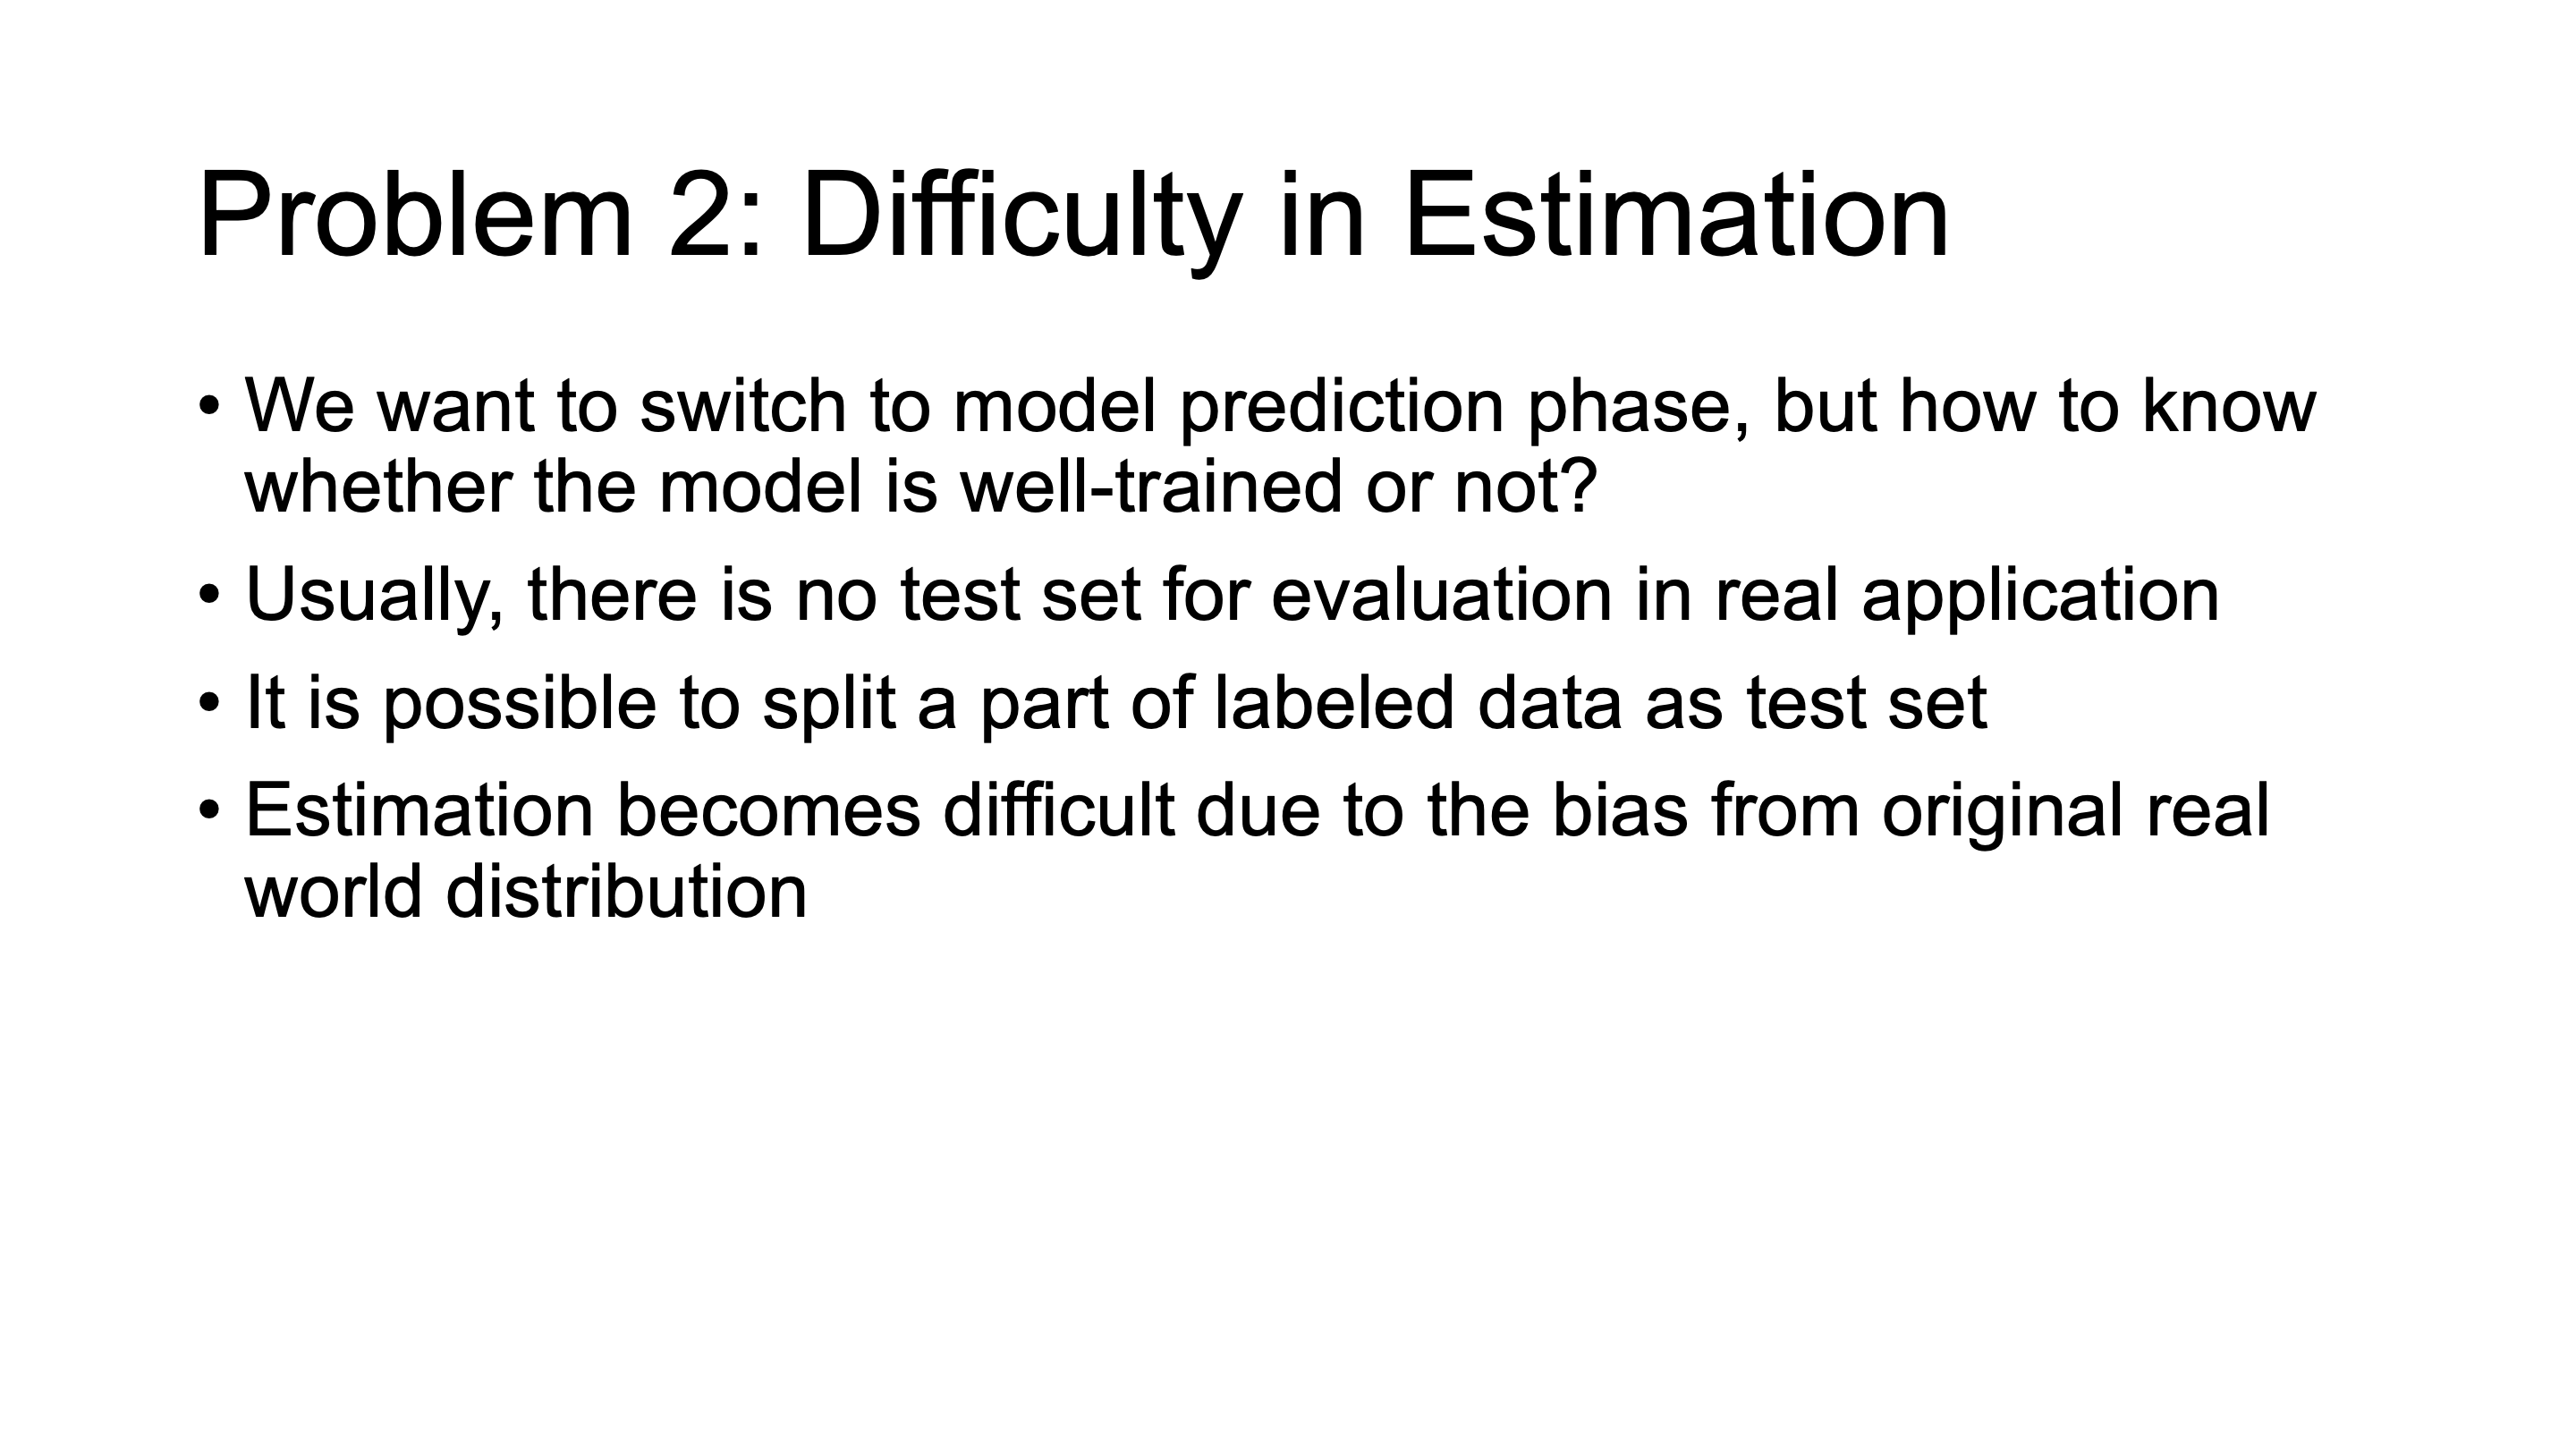 Problem 2: Difficulty in Estimation
• We want to switch to model prediction phase, but how to know
whether the model is well-trained or not?
• Usually, there is no test set for evaluation in real application
• It is possible to split a part of labeled data as test set
• Estimation becomes difficult due to the bias from original real
world distribution